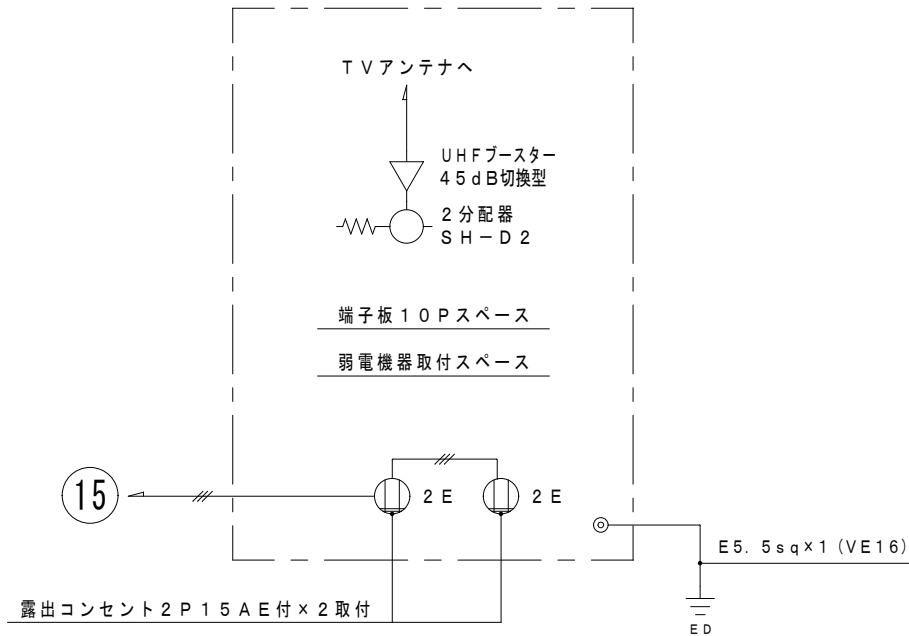 TVアンテナへ
UHFブースター
45dB切換型
2分配器
SH-D2
端子板10Pスペース
弱電機器取付スペース
15
2E
2E
E5.5sq×1(VE16)
露出コンセント2P15AE付×2取付
ED